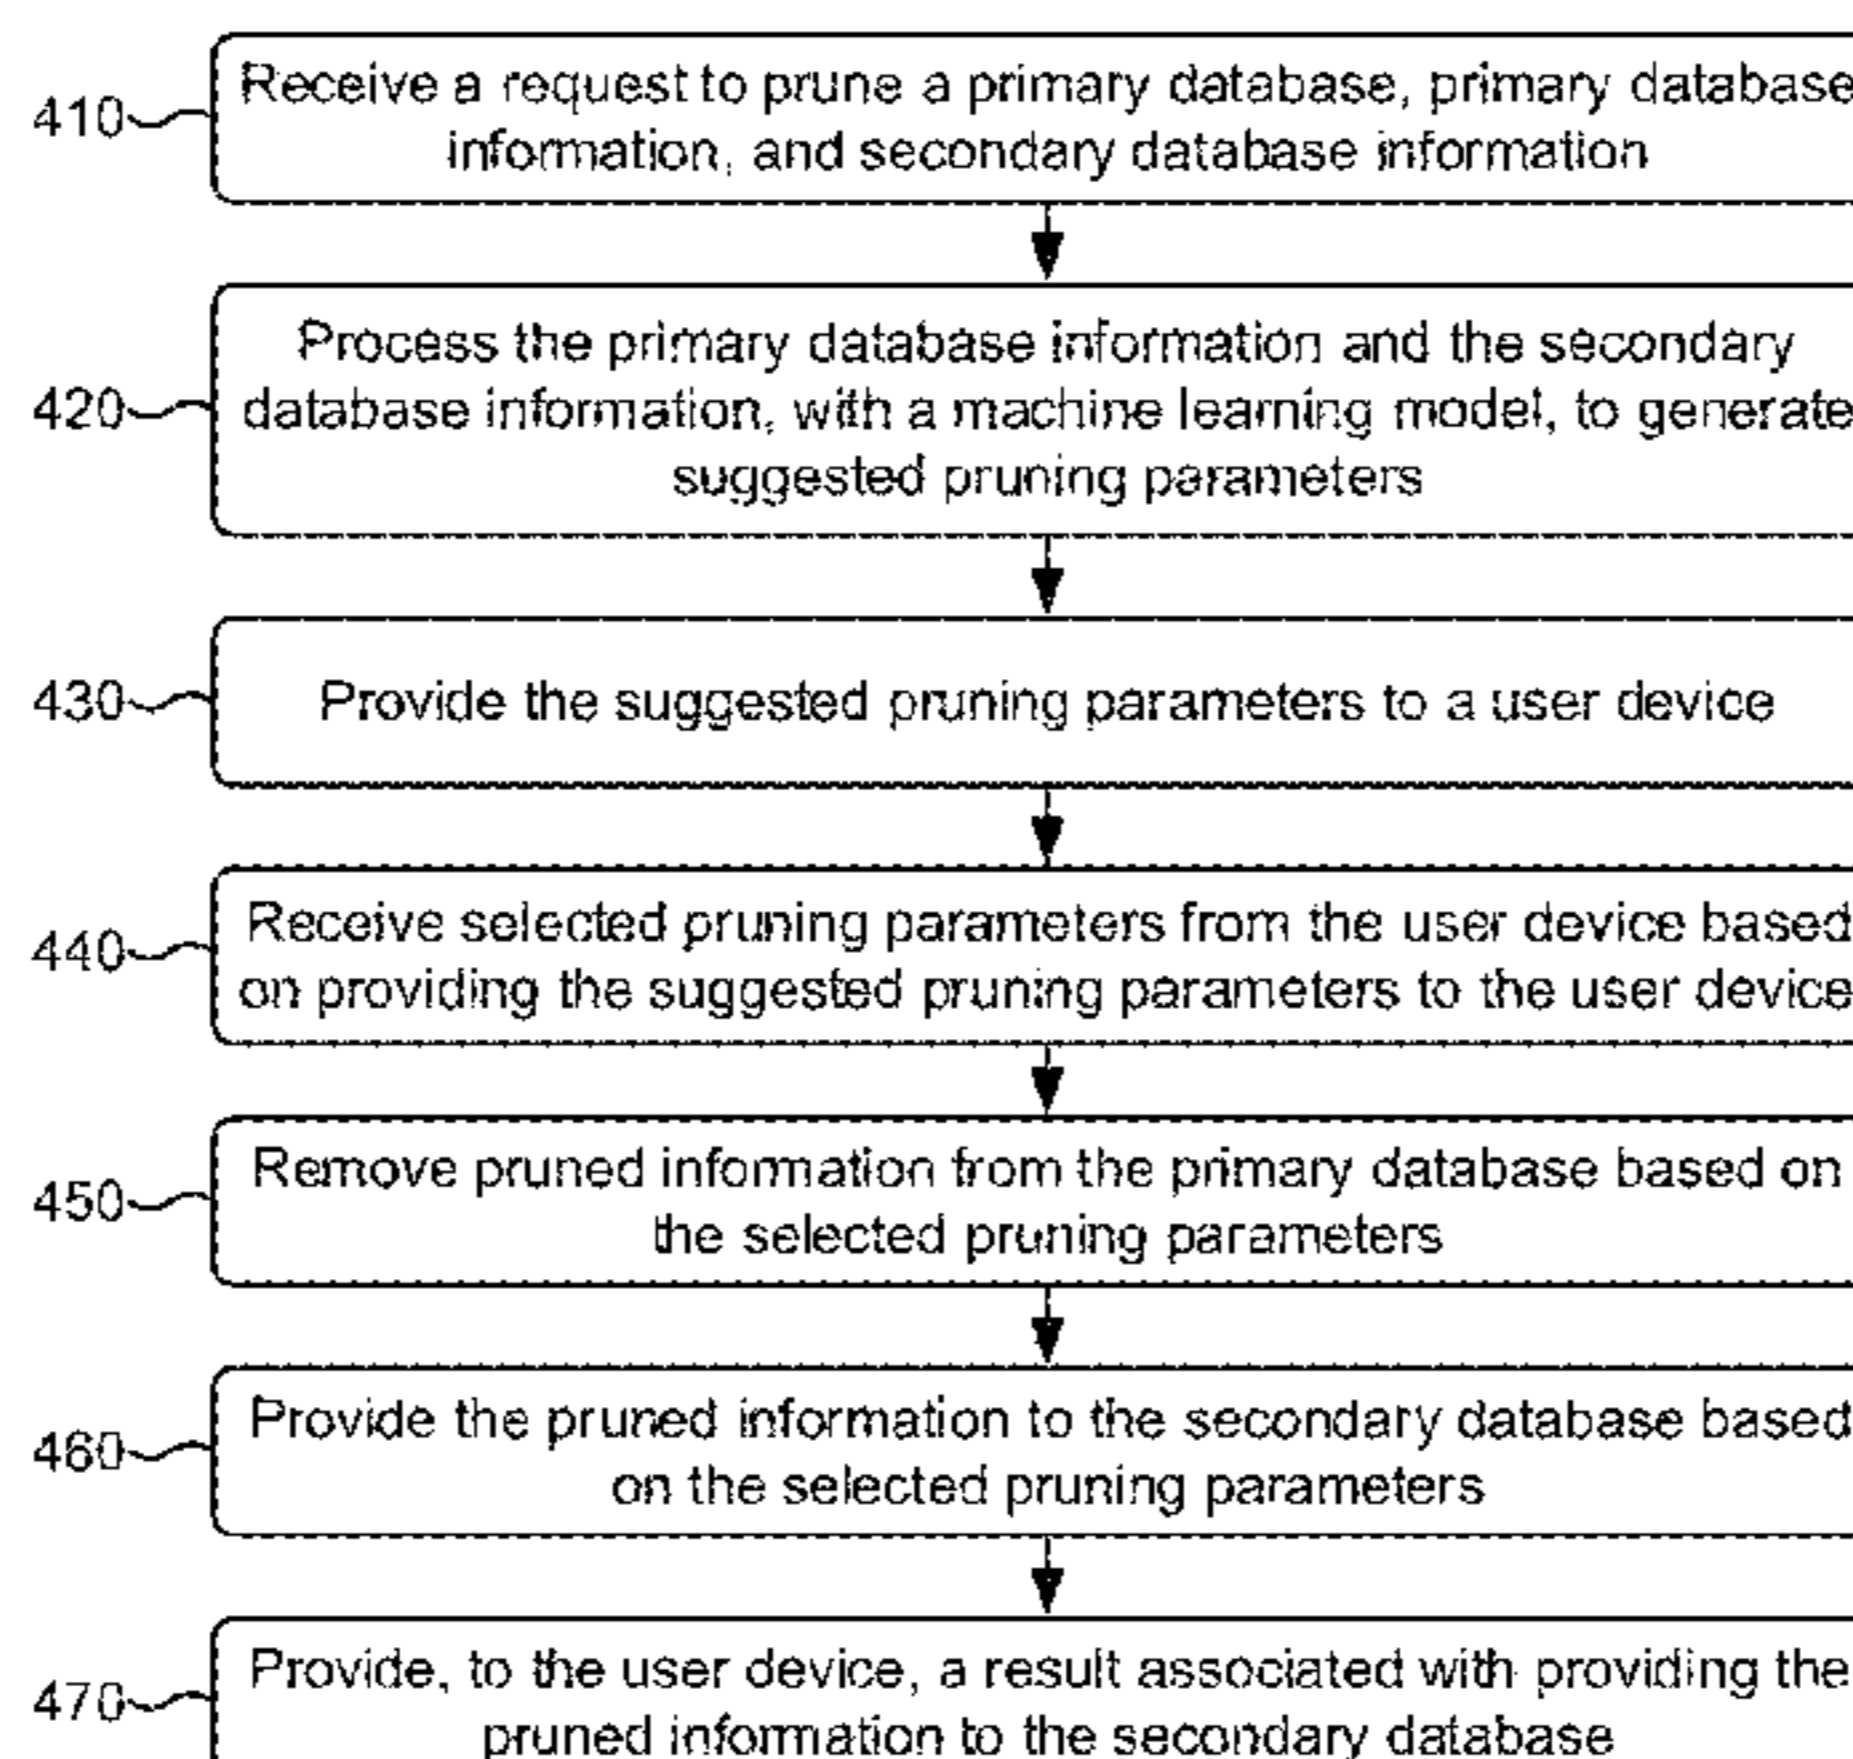 410
Receive a request to prune a primary database, primary database
information, and secondary database information
420
Process the primary database information and the secondary
database information, with a machine learning model, to generate
suggested pruning parameters
430
Provide the suggested pruning parameters to a user device
440
Receive selected pruning parameters from the user device based
on providing the suggested pruning parameters to the user device
450
Remove pruned information from the primary database based on
the selected pruning parameters
460
Provide the pruned information to the secondary database based
on the selected pruning parameters
470
Provide, to the user device, a result associated with providing the
pruned information to the secondary database